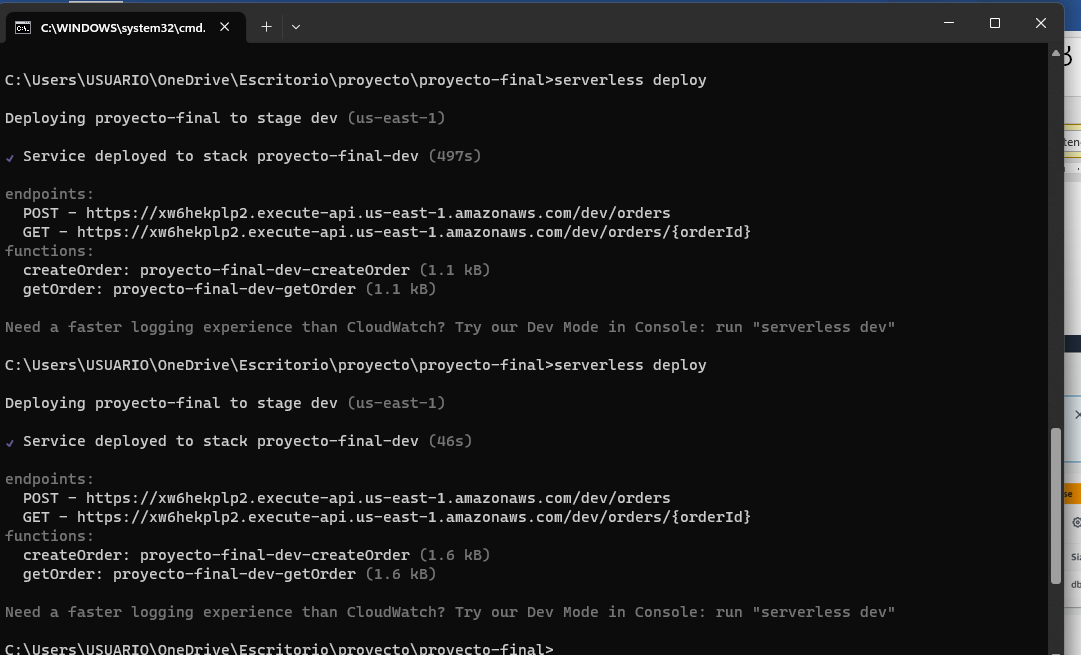 C:\WINDOWS\system32\cmd.
C:\Users\USUARIO\OneDrive\Escritorio\proyecto\proyecto-final>serverless deploy
Deploying proyecto-final to stage dev (us-east-1)
✓ Service deployed to stack proyecto-final-dev (497s)
endpoints:
POST - https://xw6hekplp2.execute-api.us-east-1.amazonaws.com/dev/orders
GET - https://xw6hekplp2.execute-api.us-east-1.amazonaws.com/dev/orders/{orderId}
functions:
createOrder: proyecto-final-dev-createOrder (1.1 kB)
getOrder: proyecto-final-dev-getOrder (1.1 kB)
Need a faster logging experience than CloudWatch? Try our Dev Mode in Console: run "serverless dev"
C:\Users\USUARIO\OneDrive\Escritorio\proyecto\proyecto-final>serverless deploy
Deploying proyecto-final to stage dev (us-east-1)
✓ Service deployed to stack proyecto-final-dev (46s)
endpoints:
POST - https://xw6hekplp2.execute-api.us-east-1.amazonaws.com/dev/orders
GET - https://xw6hekplp2.execute-api.us-east-1.amazonaws.com/dev/orders/{orderId}
functions:
createOrder: proyecto-final-dev-createOrder (1.6 kB)
getOrder: proyecto-final-dev-getOrder (1.6 kB)
Need a faster logging experience than CloudWatch? Try our Dev Mode in Console: run "serverless dev"
C:\Users\USUARIO\OneDrive\Escritorio\proyecto\proyecto-final>